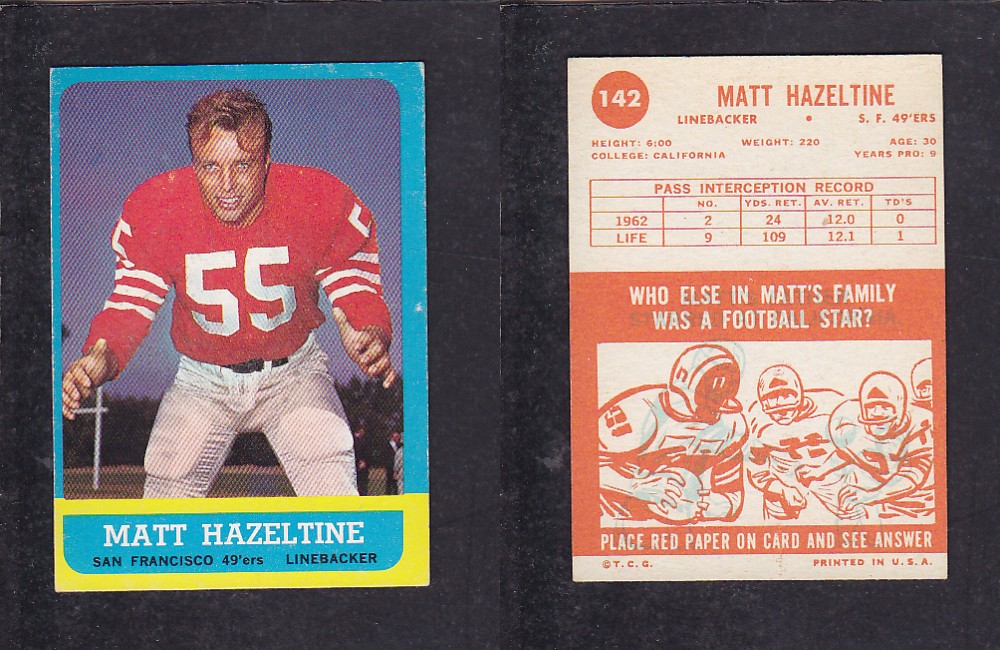 55
MATT HAZELTINE
SAN FRANCISCO 49'ers LINEBACKER
142
MATT HAZELTINE
LINEBACKER • S. F. 49'ERS
HEIGHT: 6:00 WEIGHT: 220 AGE: 30
COLLEGE: CALIFORNIA YEARS PRO: 9
PASS INTERCEPTION RECORD
NO. YDS. RET. AV. RET. TD'S
1962 2 24 12.0 0
LIFE 9 109 12.1 1
WHO ELSE IN MATT'S FAMILY
WAS A FOOTBALL STAR?
PLACE RED PAPER ON CARD AND SEE ANSWER
©T.C.G. PRINTED IN U.S.A.